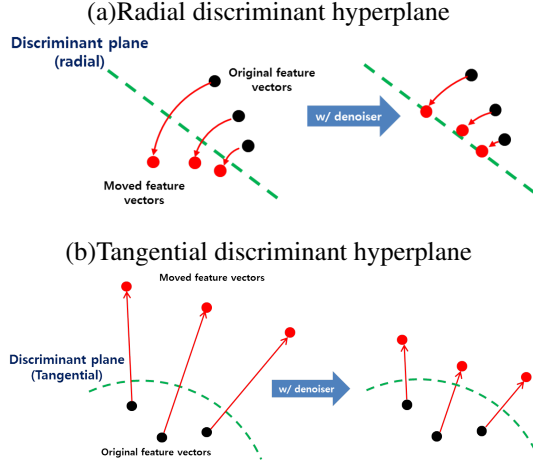 (a)Radial discriminant hyperplane
Discriminant plane
(radial)
Original feature
vectors
w/ denoiser
Moved feature
vectors
(b)Tangential discriminant hyperplane
Moved feature vectors
Discriminant plane
(Tangential)
w/ denoiser
Original feature vectors